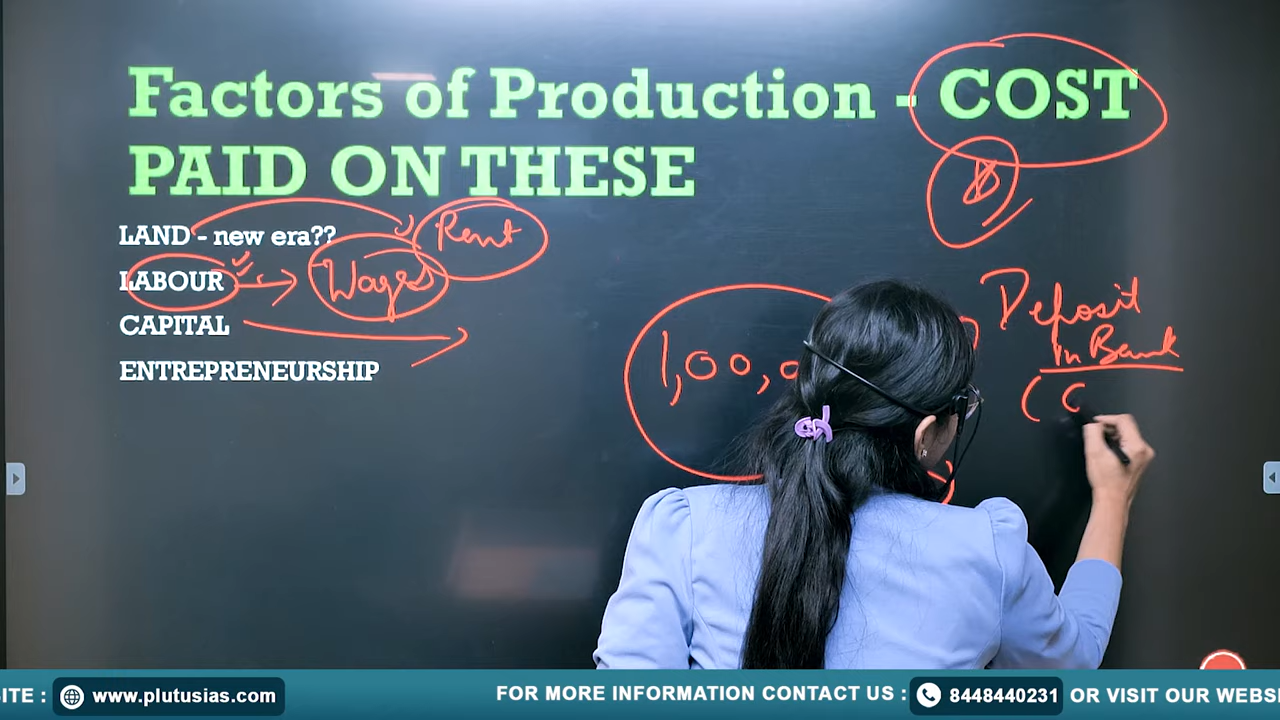 Factors of Production - COST
PAID ON THESE
LAND - new era??
Rent
LABOUR
Wages
CAPITAL
ENTREPRENEURSHIP
1,00,0
Deposit
in Bank
( C
SITE : www.plutusias.com
FOR MORE INFORMATION CONTACT US : 8448440231 OR VISIT OUR WEBS